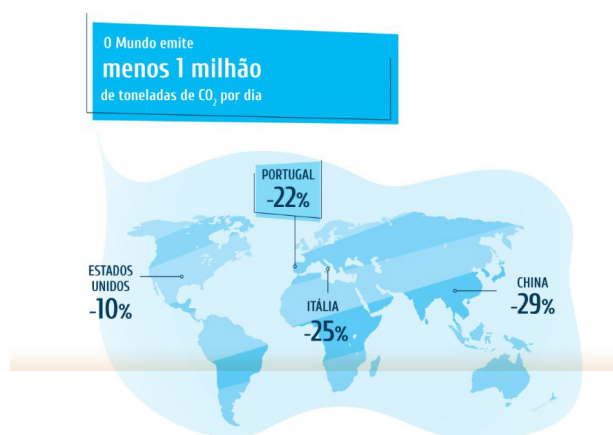 O Mundo emite
menos 1 milhão
de toneladas de CO₂ por dia
PORTUGAL
-22%
ESTADOS
UNIDOS
-10%
ITÁLIA
-25%
CHINA
-29%